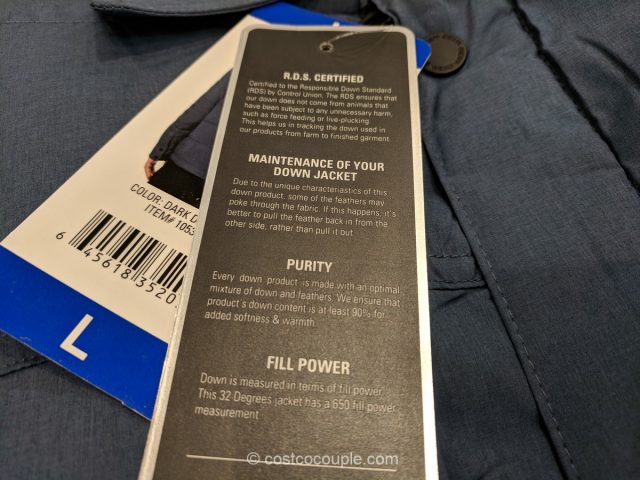 R.D.S. CERTIFIED
Certified to the Responsible Down Standard
(RDS) by Control Union. The RDS ensures that
our down does not come from animals that
have been subject to any unnecessary harm,
such as force feeding or live-plucking.
This helps us in tracking the down used in
our products from farm to finished garment.
MAINTENANCE OF YOUR
DOWN JACKET
Due to the unique characteriastics of this
down product, some of the feathers may
poke through the fabric. If this happens, it's
better to pull the feather back in from the
other side, rather than pull it out.
PURITY
Every down product is made with an optimal
mixture of down and feathers. We ensure that
product's down content is at least 90% for
added softness & warmth.
FILL POWER
Down is measured in terms of fill power.
This 32 Degrees jacket has a 650 fill power
measurement.
COLOR: DARK D
ITEM# 1053
6 45618 3520
L
© costcocouple.com